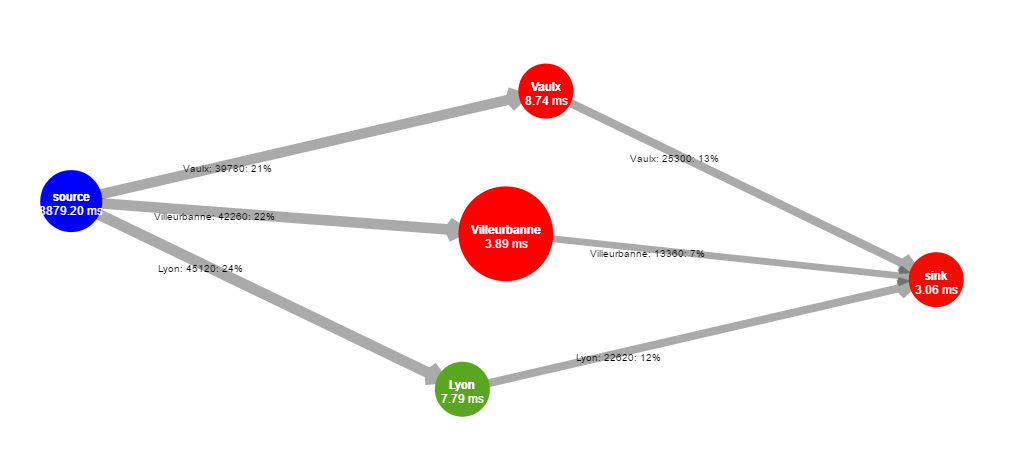 Vaulx
8.74 ms
Vaulx: 39780: 21%
Vaulx: 25300: 13%
source
3879.20 ms
Villeurbanne: 42260: 22%
Villeurbanne
3.89 ms
Villeurbanne: 13360: 7%
Lyon: 45120: 24%
sink
3.06 ms
Lyon: 22620: 12%
Lyon
7.79 ms